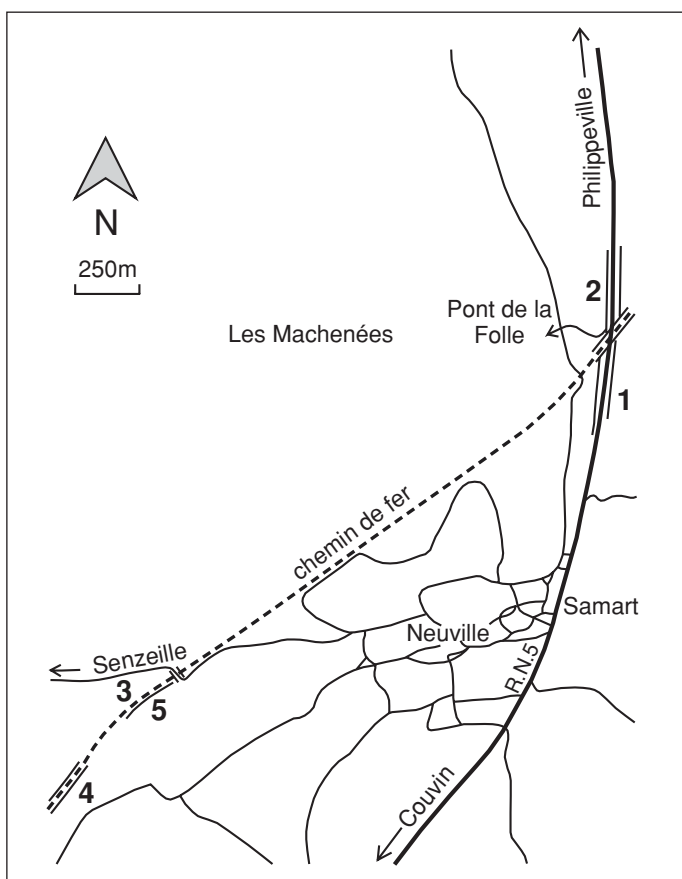 Philippeville
N
250m
2
Pont de la
Folle
Les Machenées
1
chemin de fer
Samart
Neuville
Senzeille
3
5
R.N.5
4
Couvin